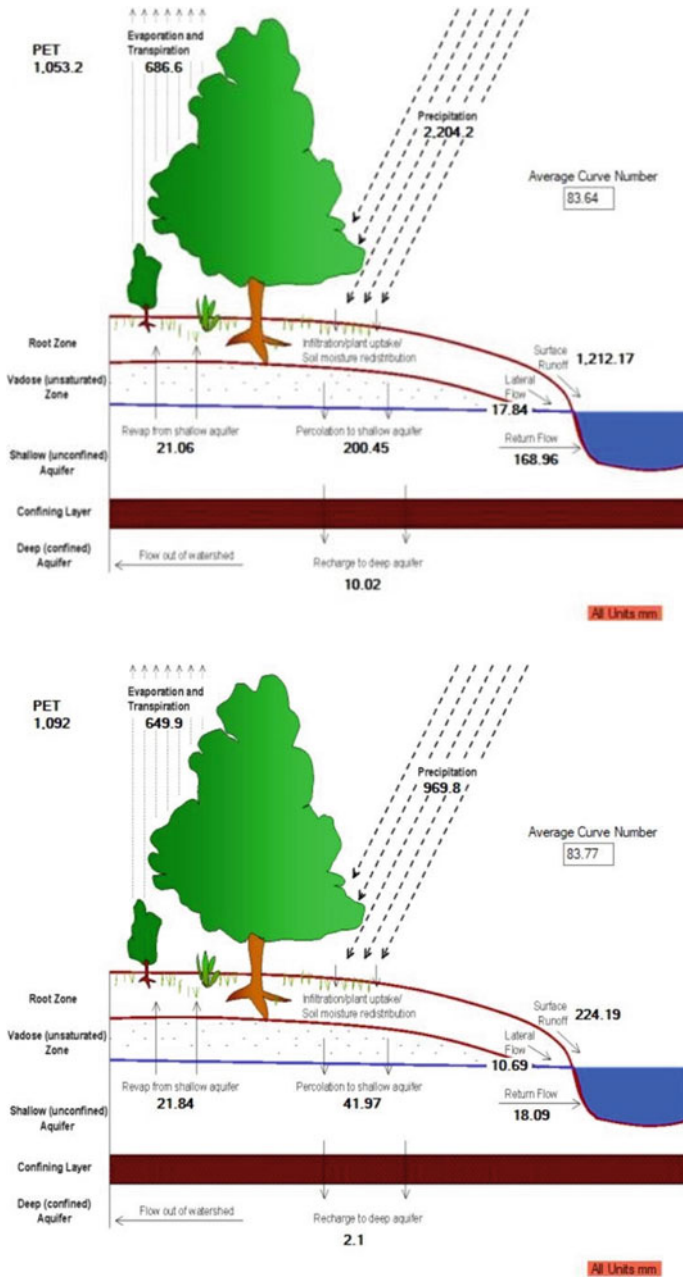 PET
1,053.2
Evaporation and
Transpiration
686.6
Precipitation
2,204.2
Average Curve Number
83.64
Root Zone
Infiltration/plant uptake/
Soil moisture redistribution
Surface
Runoff
1,212.17
Vadose (unsaturated)
Zone
Lateral
Flow
17.84
Revap from shallow aquifer
21.06
Percolation to shallow aquifer
200.45
Return Flow
168.96
Shallow (unconfined)
Aquifer
Confining Layer
Deep (confined)
Aquifer
Flow out of watershed
Recharge to deep aquifer
10.02
All Units mm
PET
1,092
Evaporation and
Transpiration
649.9
Precipitation
969.8
Average Curve Number
83.77
Root Zone
Infiltration/plant uptake/
Soil moisture redistribution
Surface
Runoff
224.19
Vadose (unsaturated)
Zone
Lateral
Flow
10.69
Revap from shallow aquifer
21.84
Percolation to shallow aquifer
41.97
Return Flow
18.09
Shallow (unconfined)
Aquifer
Confining Layer
Deep (confined)
Aquifer
Flow out of watershed
Recharge to deep aquifer
2.1
All Units mm